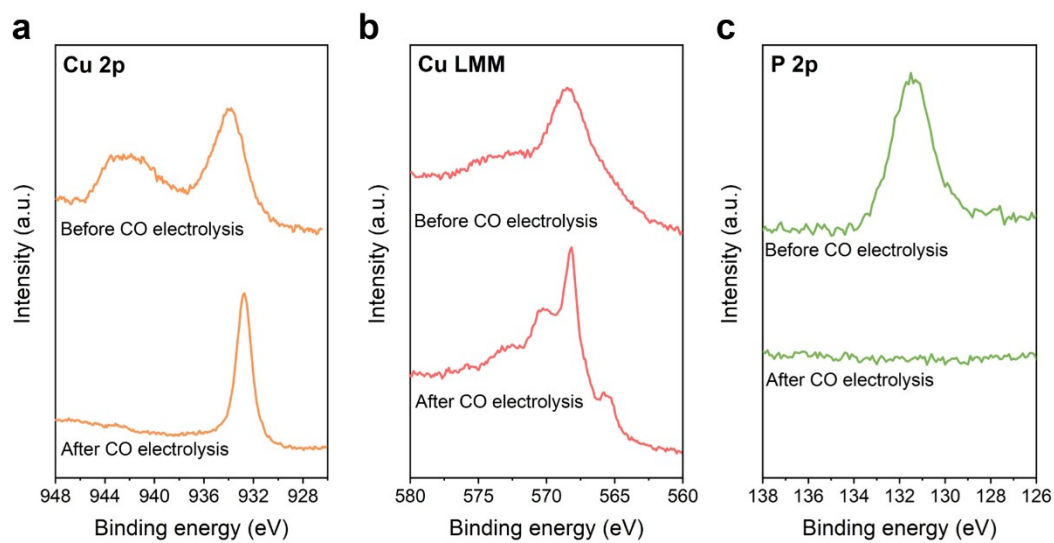 a
Cu 2p
Before CO electrolysis
After CO electrolysis
Intensity (a.u.)
948 944 940 936 932 928
Binding energy (eV)
b
Cu LMM
Before CO electrolysis
After CO electrolysis
Intensity (a.u.)
580 575 570 565 560
Binding energy (eV)
c
P 2p
Before CO electrolysis
After CO electrolysis
Intensity (a.u.)
138 136 134 132 130 128 126
Binding energy (eV)